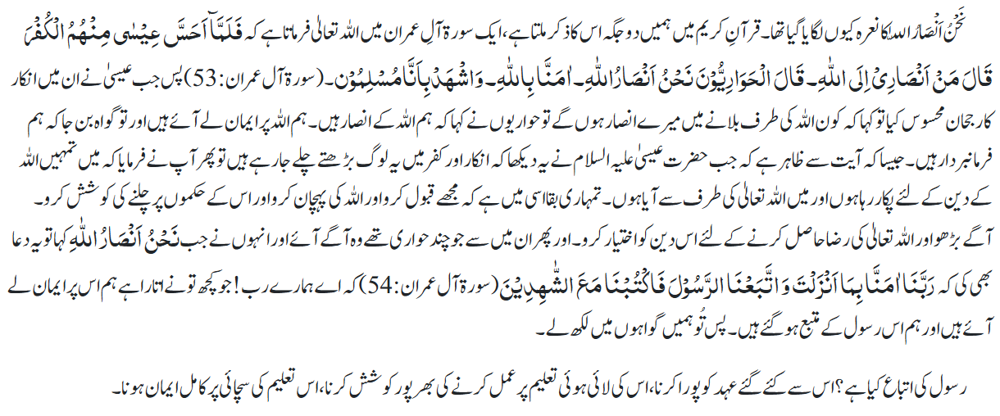 نَحْنُ اَنْصَارُ اللہِ کا نعرہ کیوں لگایا گیا تھا۔ قرآنِ کریم میں ہمیں دو جگہ اس کا ذکر ملتا ہے، ایک سورۃ آلِ عمران میں اللہ تعالیٰ فرماتا ہے کہ فَلَمَّآ اَحَسَّ عِیْسٰی مِنْھُمُ الْکُفْرَ
قَالَ مَنْ اَنْصَارِیْ اِلَی اللہِ۔ قَالَ الْحَوَارِیُّوْنَ نَحْنُ اَنْصَارُ اللہِ۔ اٰمَنَّا بِاللہِ۔ وَاشْھَدْ بِاَنَّا مُسْلِمُوْن۔ (سورۃ آل عمران:53) پس جب عیسیٰ نے ان میں انکار
کا رجحان محسوس کیا تو کہا کہ کون اللہ کی طرف بلانے میں میرے انصار ہوں گے تو حواریوں نے کہا کہ ہم اللہ کے انصار ہیں۔ ہم اللہ پر ایمان لے آئے ہیں اور تو گواہ بن جا کہ ہم
فرمانبردار ہیں۔ جیسا کہ آیت سے ظاہر ہے کہ جب حضرت عیسیٰ علیہ السلام نے یہ دیکھا کہ انکار اور کفر میں یہ لوگ بڑھتے چلے جا رہے ہیں تو پھر آپ نے فرمایا کہ میں تمہیں اللہ
کے دین کے لئے پکار رہا ہوں اور میں اللہ تعالیٰ کی طرف سے آیا ہوں۔ تمہاری بقا اسی میں ہے کہ مجھے قبول کرو اور اللہ کی پہچان کرو اور اس کے حکموں پر چلنے کی کوشش کرو۔
آگے بڑھو اور اللہ تعالیٰ کی رضا حاصل کرنے کے لئے اس دین کو اختیار کرو۔ اور پھر ان میں سے جو چند حواری تھے وہ آگے آئے اور انہوں نے جب نَحْنُ اَنْصَارُ اللہِ کہا تو یہ دعا
بھی کی کہ رَبَّنَا اٰمَنَّا بِمَا اَنْزَلْتَ وَاتَّبَعْنَا الرَّسُوْلَ فَاکْتُبْنَا مَعَ الشّٰھِدِیْنَ (سورۃ آل عمران:54) کہ اے ہمارے رب! جو کچھ تو نے اتارا ہے ہم اس پر ایمان لے
آئے ہیں اور ہم اس رسول کے متبع ہو گئے ہیں۔ پس تُو ہمیں گواہوں میں لکھ لے۔
رسول کی اتباع کیا ہے؟ اس سے کئے گئے عہد کو پورا کرنا، اس کی لائی ہوئی تعلیم پر عمل کرنے کی بھرپور کوشش کرنا، اس تعلیم کی سچائی پر کامل ایمان ہونا۔